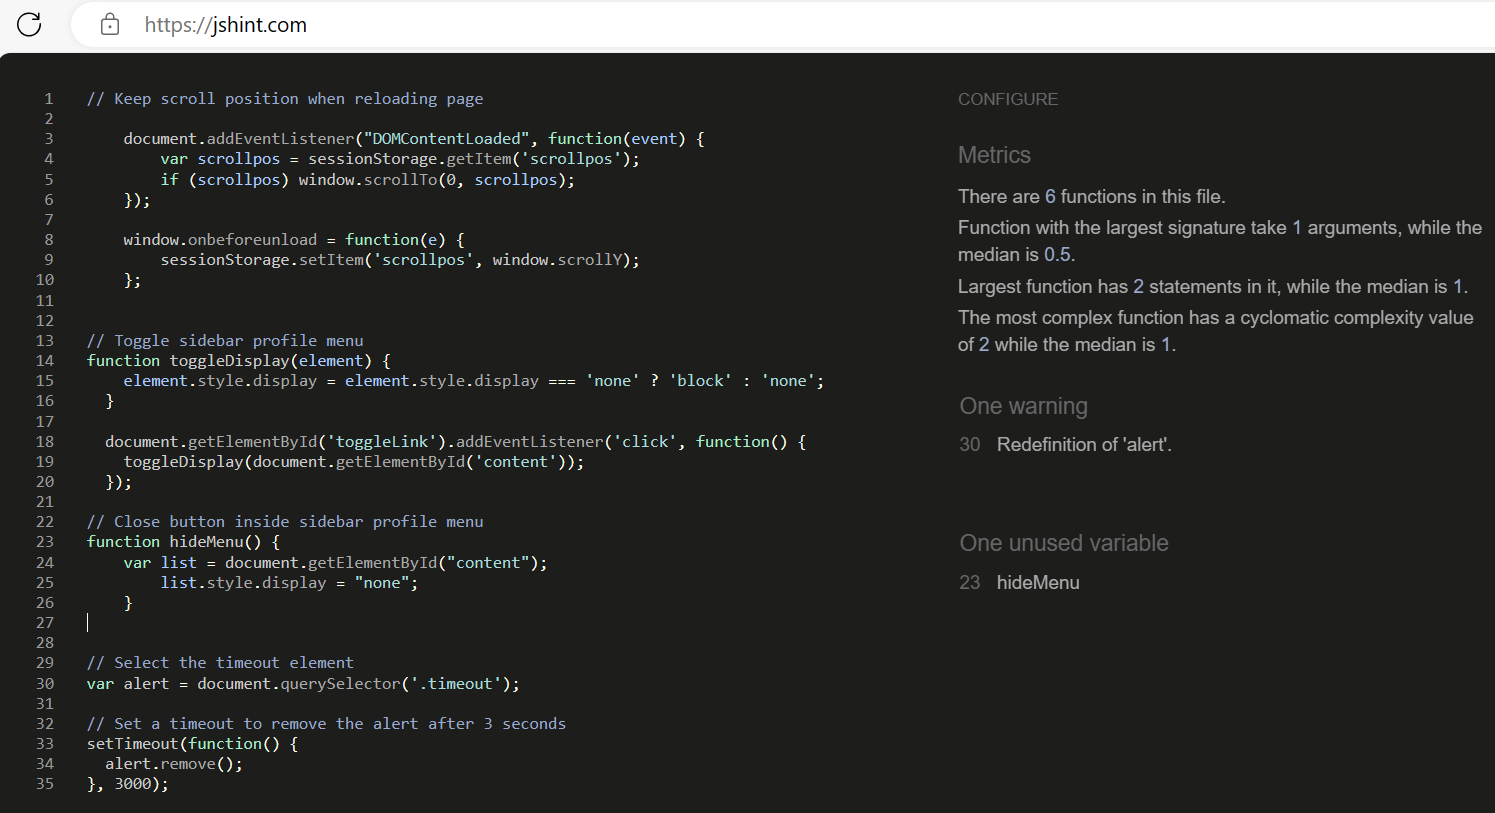 https://jshint.com
1 // Keep scroll position when reloading page
2
3 document.addEventListener("DOMContentLoaded", function(event) {
4 var scrollpos = sessionStorage.getItem('scrollpos');
5 if (scrollpos) window.scrollTo(0, scrollpos);
6 });
7
8 window.onbeforeunload = function(e) {
9 sessionStorage.setItem('scrollpos', window.scrollY);
10 };
11
12
13 // Toggle sidebar profile menu
14 function toggleDisplay(element) {
15 element.style.display = element.style.display === 'none' ? 'block' : 'none';
16 }
17
18 document.getElementById('toggleLink').addEventListener('click', function() {
19 toggleDisplay(document.getElementById('content'));
20 });
21
22 // Close button inside sidebar profile menu
23 function hideMenu() {
24 var list = document.getElementById("content");
25 list.style.display = "none";
26 }
27
28
29 // Select the timeout element
30 var alert = document.querySelector('.timeout');
31
32 // Set a timeout to remove the alert after 3 seconds
33 setTimeout(function() {
34 alert.remove();
35 }, 3000);
CONFIGURE
Metrics
There are 6 functions in this file.
Function with the largest signature take 1 arguments, while the
median is 0.5.
Largest function has 2 statements in it, while the median is 1.
The most complex function has a cyclomatic complexity value
of 2 while the median is 1.
One warning
30 Redefinition of 'alert'.
One unused variable
23 hideMenu